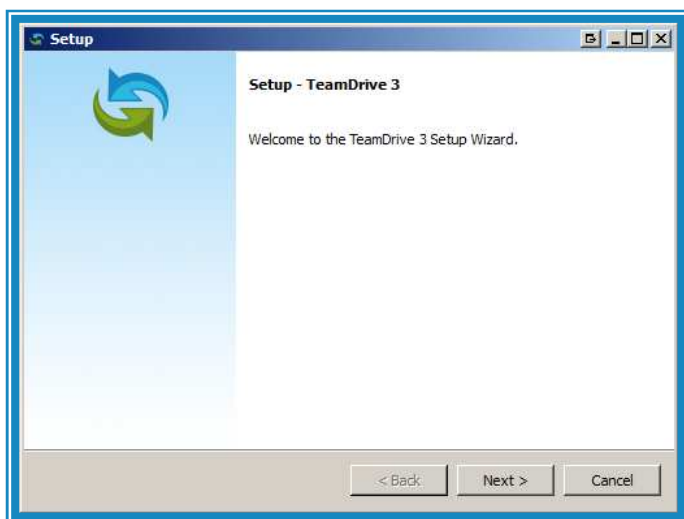 Setup
Setup - TeamDrive 3
Welcome to the TeamDrive 3 Setup Wizard.
< Back Next > Cancel